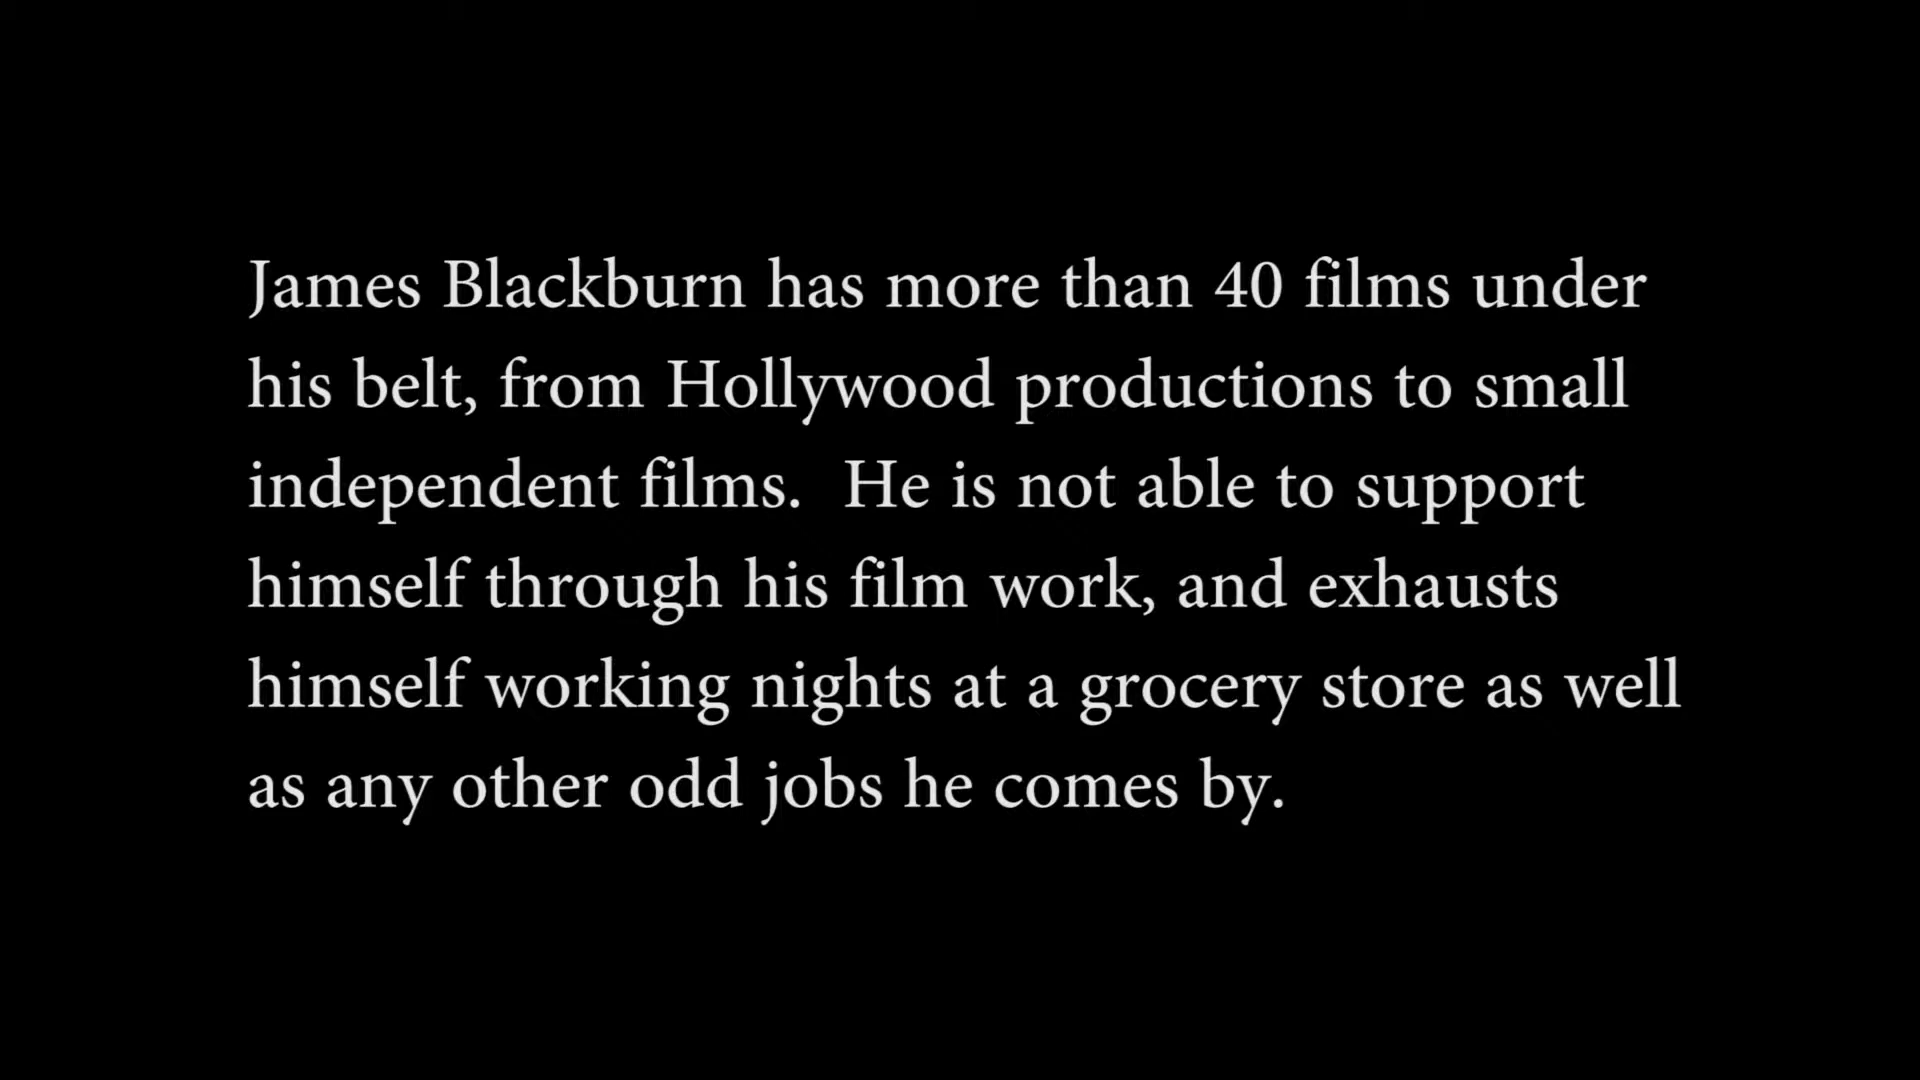 James Blackburn has more than 40 films under
his belt, from Hollywood productions to small
independent films.  He is not able to support
himself through his film work, and exhausts
himself working nights at a grocery store as well
as any other odd jobs he comes by.